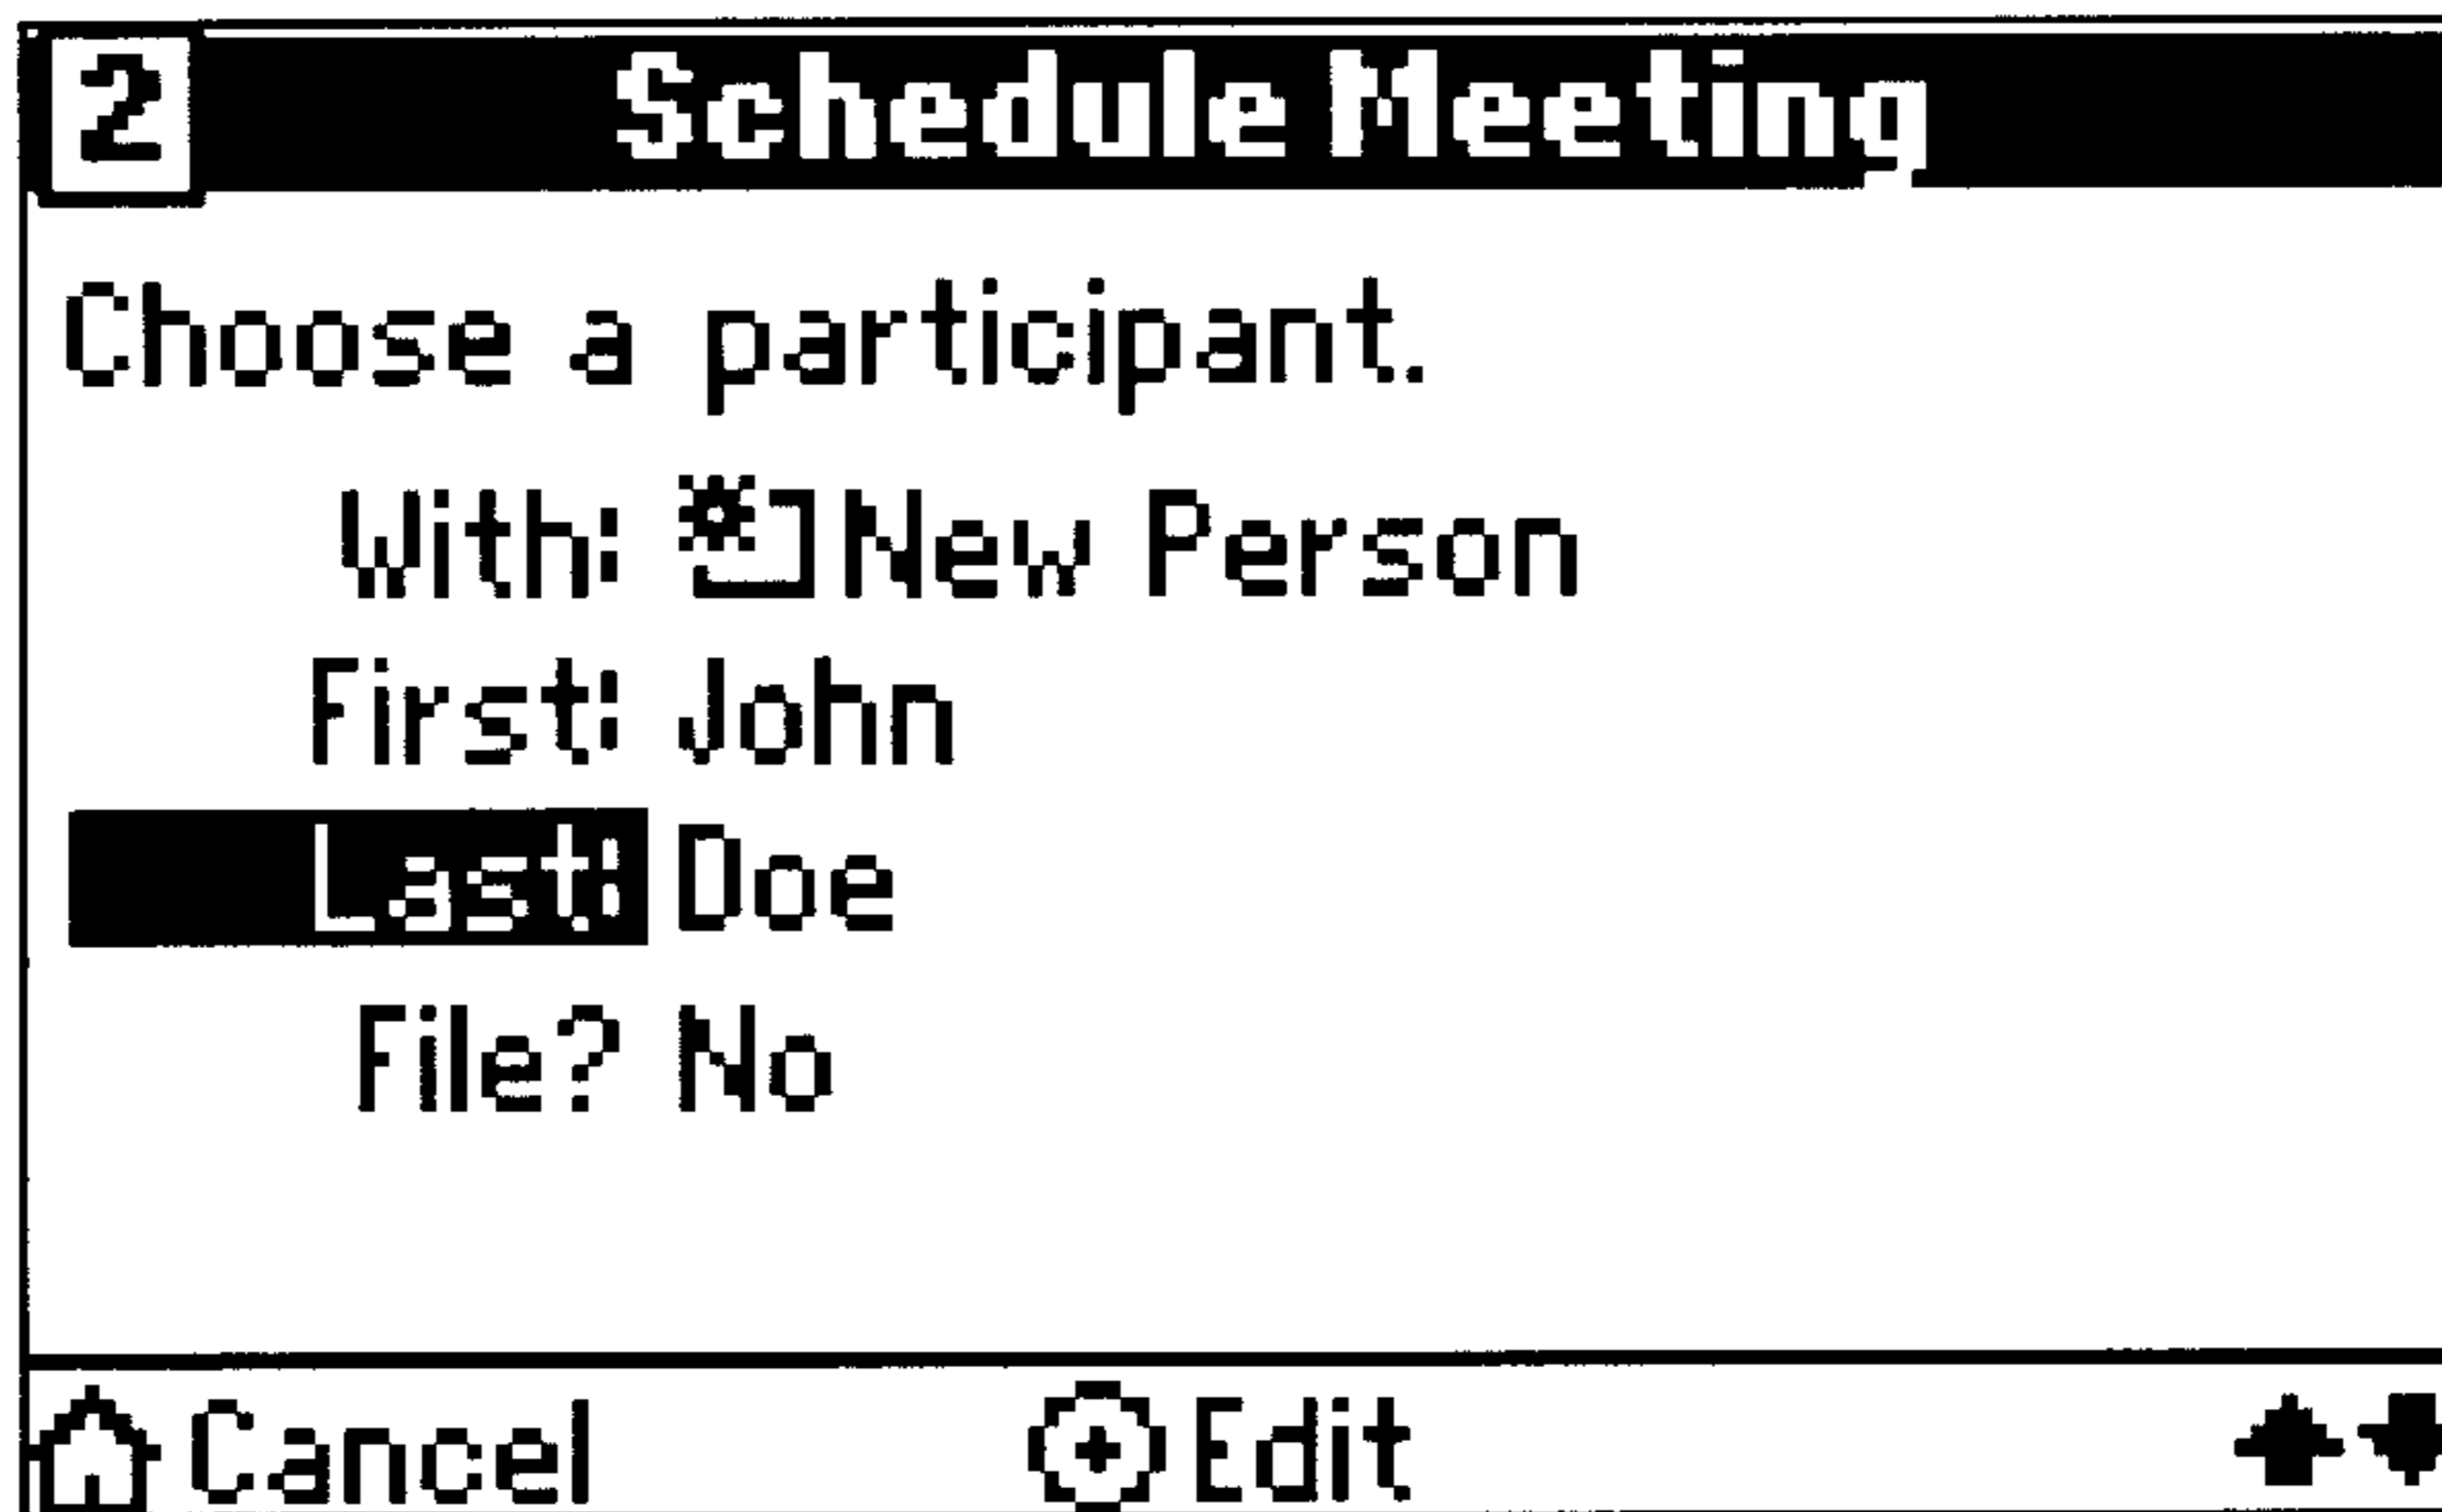 2 Schedule Meeting
Choose a participant.
With: New Person
First: John
Last: Doe
File? No
Cancel Edit